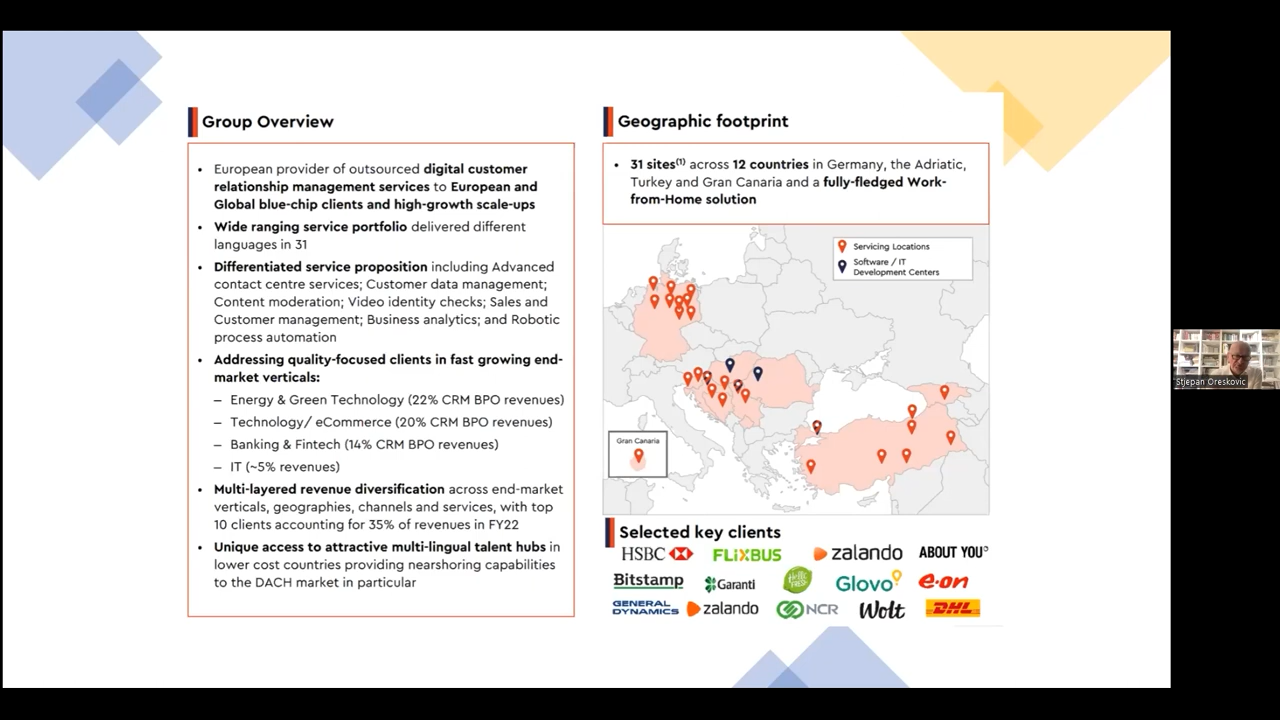 Group Overview
• European provider of outsourced digital customer
relationship management services to European and
Global blue-chip clients and high-growth scale-ups
• Wide ranging service portfolio delivered different
languages in 31
• Differentiated service proposition including Advanced
contact centre services; Customer data management;
Content moderation; Video identity checks; Sales and
Customer management; Business analytics; and Robotic
process automation
• Addressing quality-focused clients in fast growing end-
market verticals:
– Energy & Green Technology (22% CRM BPO revenues)
– Technology/ eCommerce (20% CRM BPO revenues)
– Banking & Fintech (14% CRM BPO revenues)
– IT (~5% revenues)
• Multi-layered revenue diversification across end-market
verticals, geographies, channels and services, with top
10 clients accounting for 35% of revenues in FY22
• Unique access to attractive multi-lingual talent hubs in
lower cost countries providing nearshoring capabilities
to the DACH market in particular
Geographic footprint
• 31 sites(1) across 12 countries in Germany, the Adriatic,
Turkey and Gran Canaria and a fully-fledged Work-
from-Home solution
Servicing Locations
Software / IT
Development Centers
Gran Canaria
Selected key clients
HSBC FLiXBUS zalando ABOUT YOU°
Bitstamp Garanti HELLO FRESH Glovo e·on
GENERAL DYNAMICS zalando NCR Wolt DHL
Stjepan Oreskovic